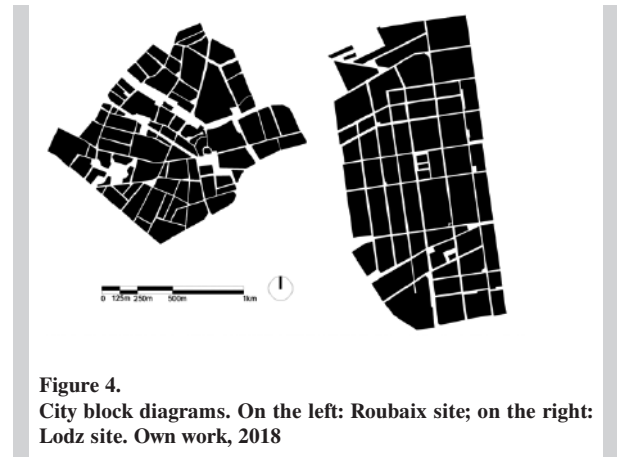 0 125m 250m 500m 1km
Figure 4.
City block diagrams. On the left: Roubaix site; on the right:
Lodz site. Own work, 2018